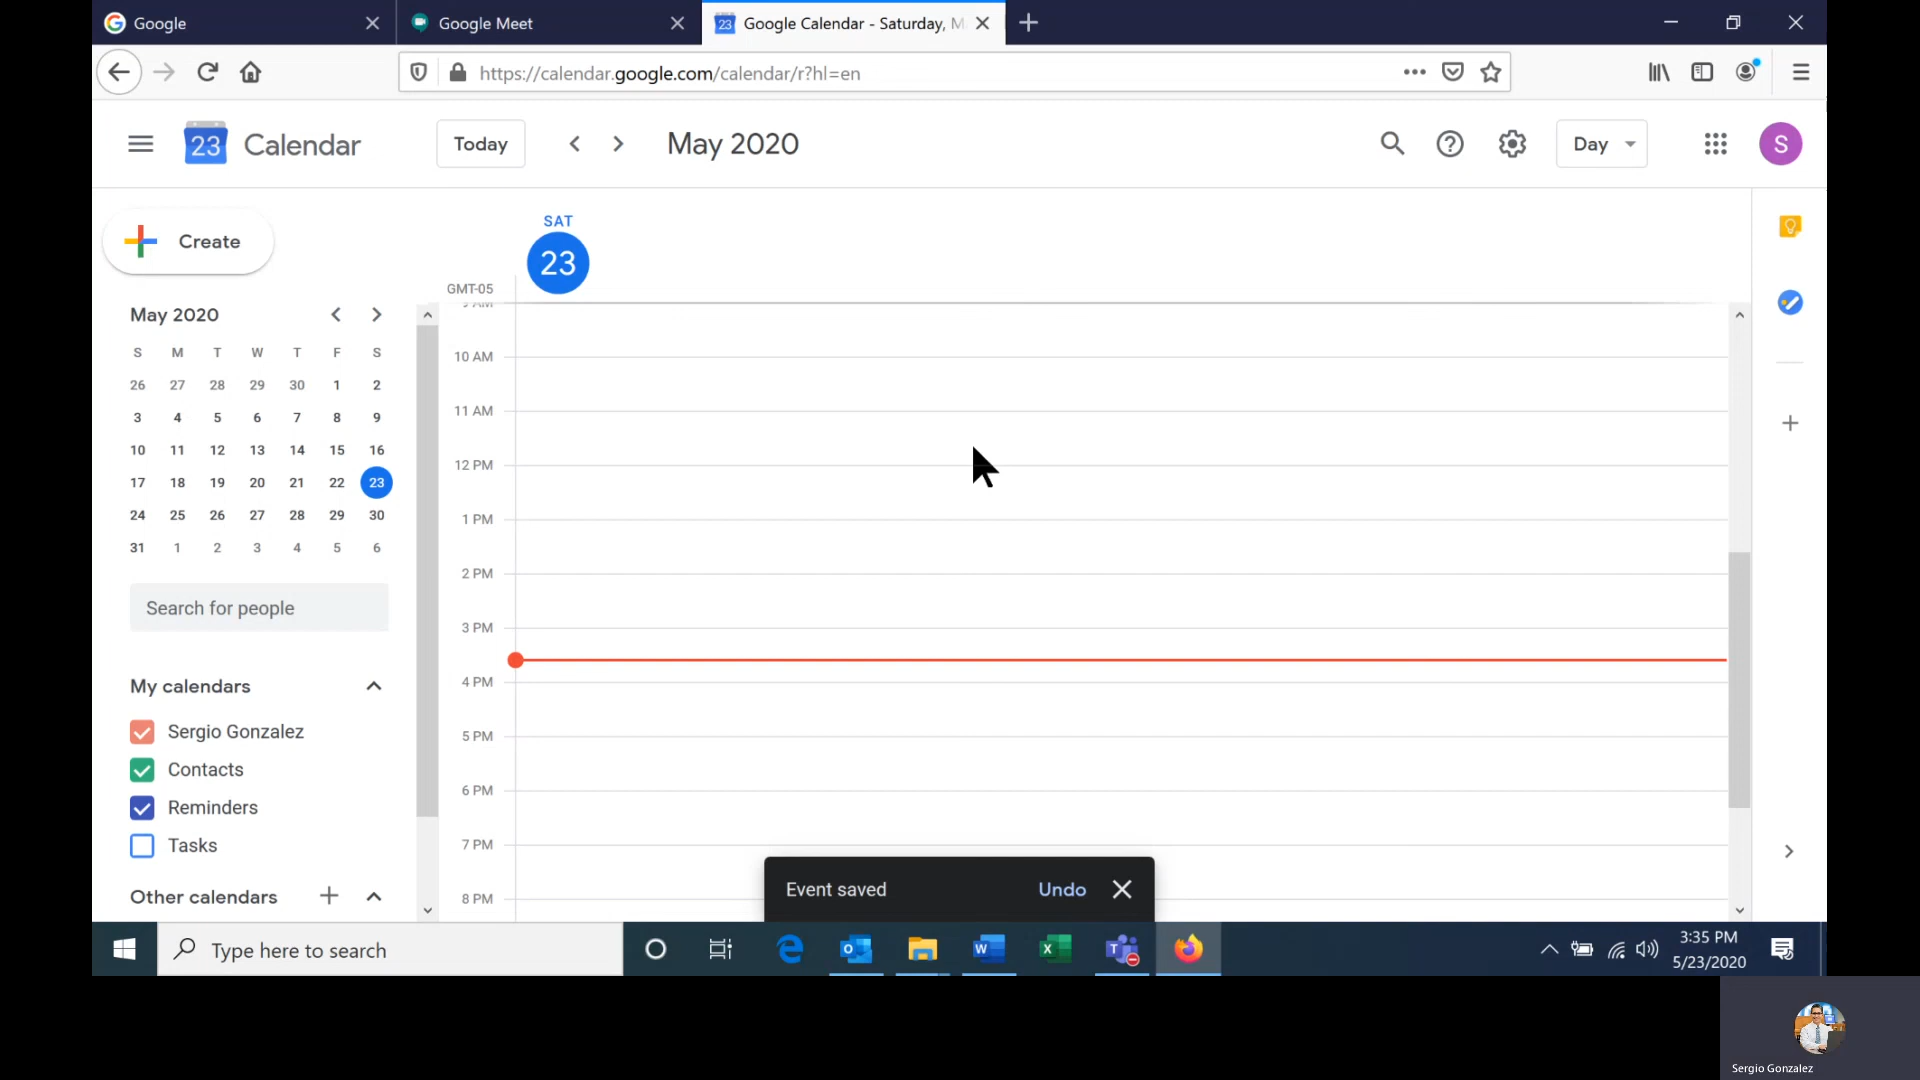 Google
Google Meet
23 Google Calendar - Saturday, M
https://calendar.google.com/calendar/r?hl=en
23 Calendar
Today
May 2020
Day
S
Create
SAT
23
GMT-05
May 2020
S M T W T F S
26 27 28 29 30 1 2
3 4 5 6 7 8 9
10 11 12 13 14 15 16
17 18 19 20 21 22 23
24 25 26 27 28 29 30
31 1 2 3 4 5 6
Search for people
My calendars
Sergio Gonzalez
Contacts
Reminders
Tasks
Other calendars
9 AM
10 AM
11 AM
12 PM
1 PM
2 PM
3 PM
4 PM
5 PM
6 PM
7 PM
8 PM
Event saved Undo
Type here to search
3:35 PM
5/23/2020
Sergio Gonzalez